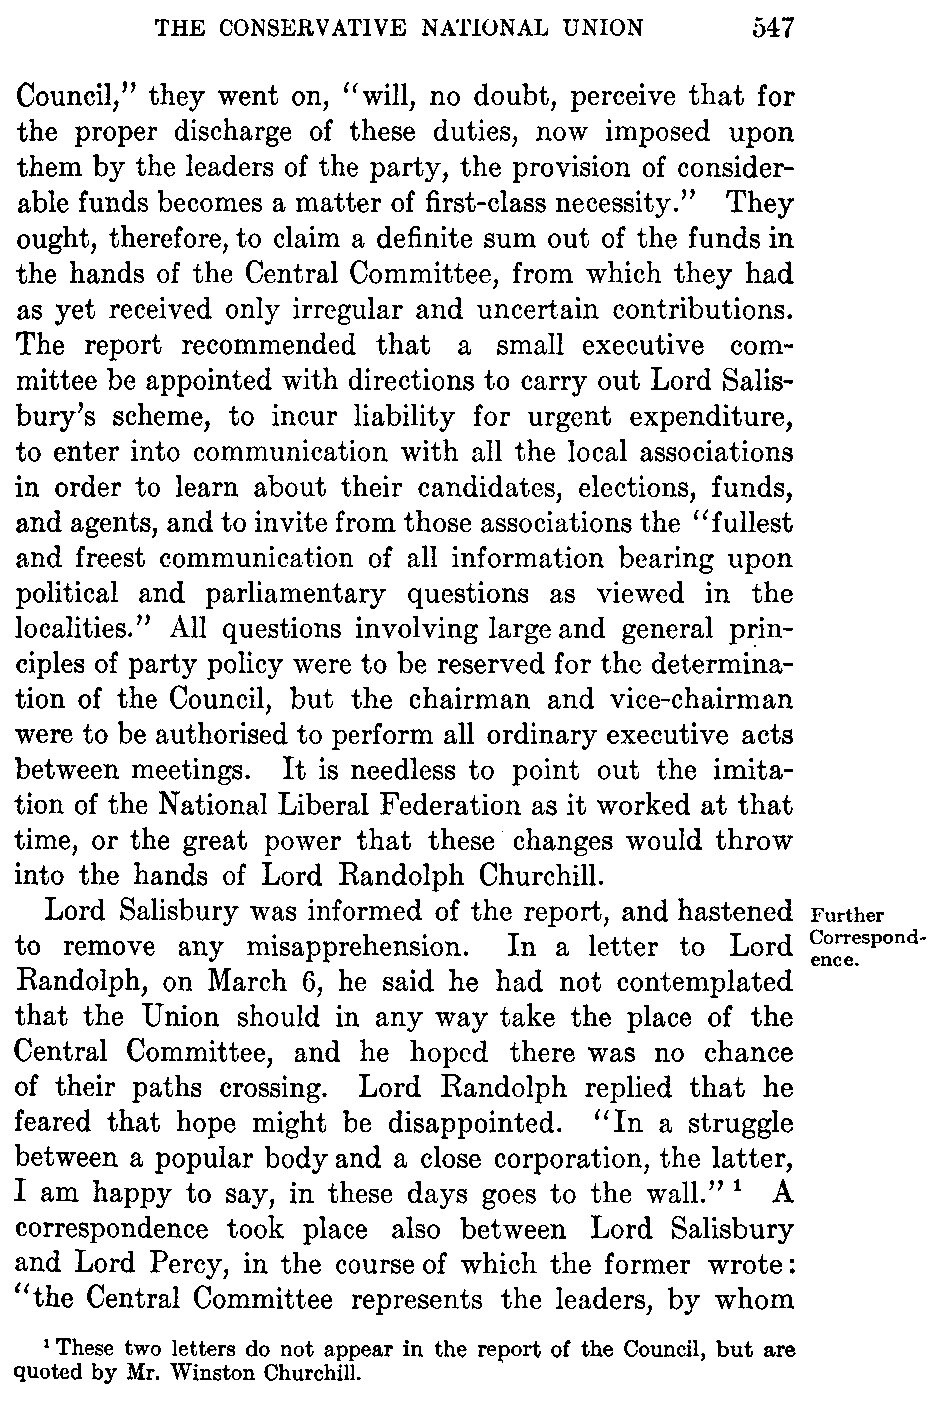 THE CONSERVATIVE NATIONAL UNION 547
Council," they went on, "will, no doubt, perceive that for
the proper discharge of these duties, now imposed upon
them by the leaders of the party, the provision of consider-
able funds becomes a matter of first-class necessity." They
ought, therefore, to claim a definite sum out of the funds in
the hands of the Central Committee, from which they had
as yet received only irregular and uncertain contributions.
The report recommended that a small executive com-
mittee be appointed with directions to carry out Lord Salis-
bury's scheme, to incur liability for urgent expenditure,
to enter into communication with all the local associations
in order to learn about their candidates, elections, funds,
and agents, and to invite from those associations the "fullest
and freest communication of all information bearing upon
political and parliamentary questions as viewed in the
localities." All questions involving large and general prin-
ciples of party policy were to be reserved for the determina-
tion of the Council, but the chairman and vice-chairman
were to be authorised to perform all ordinary executive acts
between meetings. It is needless to point out the imita-
tion of the National Liberal Federation as it worked at that
time, or the great power that these changes would throw
into the hands of Lord Randolph Churchill.
Lord Salisbury was informed of the report, and hastened
to remove any misapprehension. In a letter to Lord
Randolph, on March 6, he said he had not contemplated
that the Union should in any way take the place of the
Central Committee, and he hoped there was no chance
of their paths crossing. Lord Randolph replied that he
feared that hope might be disappointed. "In a struggle
between a popular body and a close corporation, the latter,
I am happy to say, in these days goes to the wall." ¹ A
correspondence took place also between Lord Salisbury
and Lord Percy, in the course of which the former wrote:
"the Central Committee represents the leaders, by whom
Further
Correspond-
ence.
¹ These two letters do not appear in the report of the Council, but are
quoted by Mr. Winston Churchill.